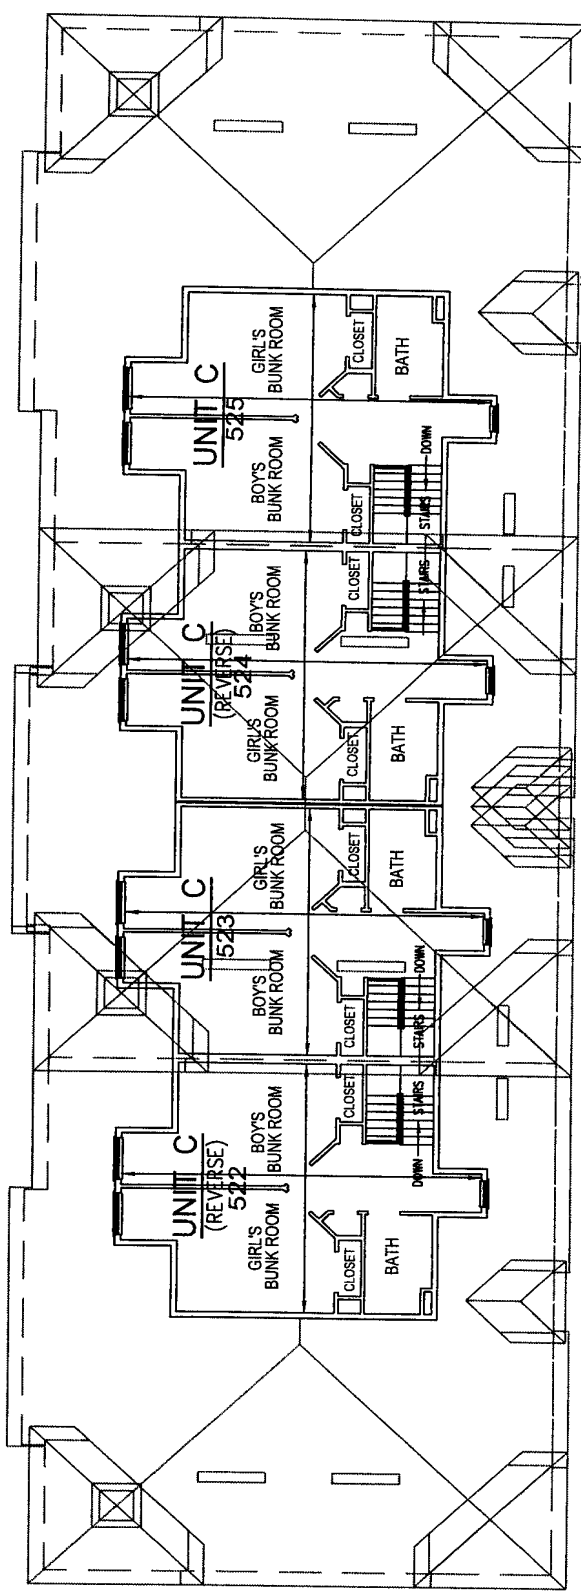 UNIT C
(REVERSE)
522
GIRL'S
BUNK ROOM
BOY'S
BUNK ROOM
CLOSET
CLOSET
BATH
DOWN
STAIRS
UNIT C
523
BOY'S
BUNK ROOM
GIRL'S
BUNK ROOM
CLOSET
CLOSET
BATH
STAIRS
DOWN
UNIT C
(REVERSE)
524
GIRL'S
BUNK ROOM
BOY'S
BUNK ROOM
CLOSET
CLOSET
BATH
STAIRS
UNIT C
525
BOY'S
BUNK ROOM
GIRL'S
BUNK ROOM
CLOSET
CLOSET
BATH
STAIRS
DOWN